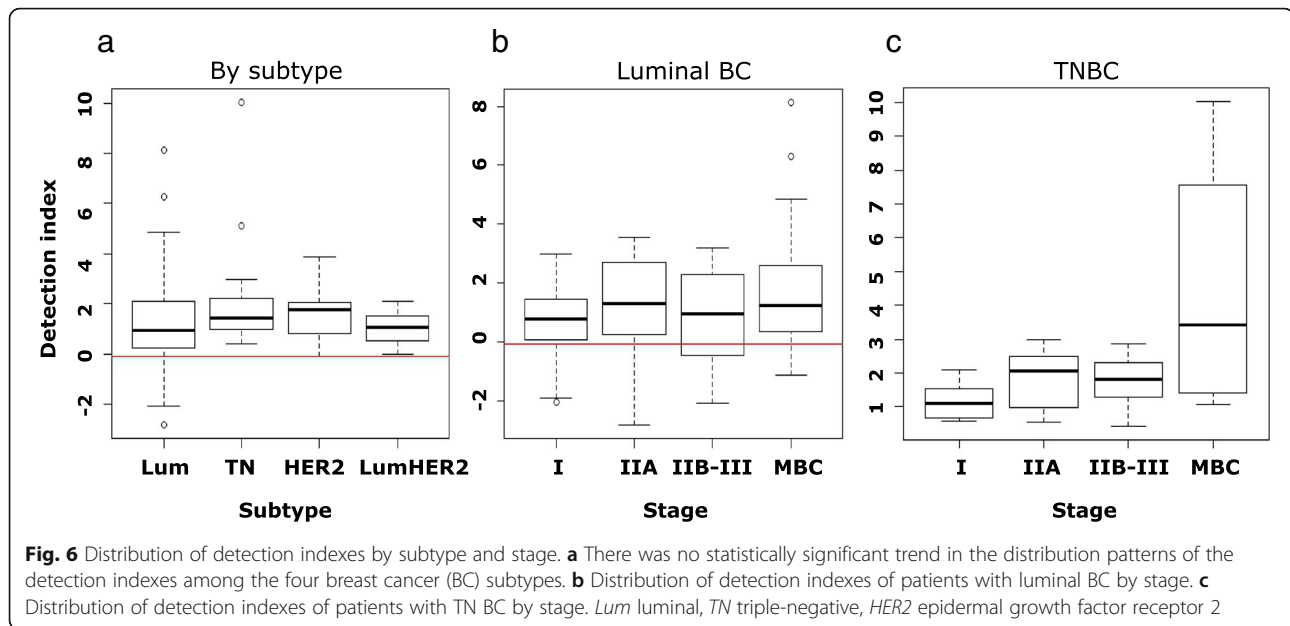 a
b
c
By subtype
Luminal BC
TNBC
Detection index
10
8
6
4
2
0
-2
8
6
4
2
0
-2
10
9
8
7
6
5
4
3
2
1
Lum TN HER2 LumHER2
I IIA IIB-III MBC
I IIA IIB-III MBC
Subtype
Stage
Stage
Fig. 6 Distribution of detection indexes by subtype and stage. a There was no statistically significant trend in the distribution patterns of the
detection indexes among the four breast cancer (BC) subtypes. b Distribution of detection indexes of patients with luminal BC by stage. c
Distribution of detection indexes of patients with TN BC by stage. Lum luminal, TN triple-negative, HER2 epidermal growth factor receptor 2